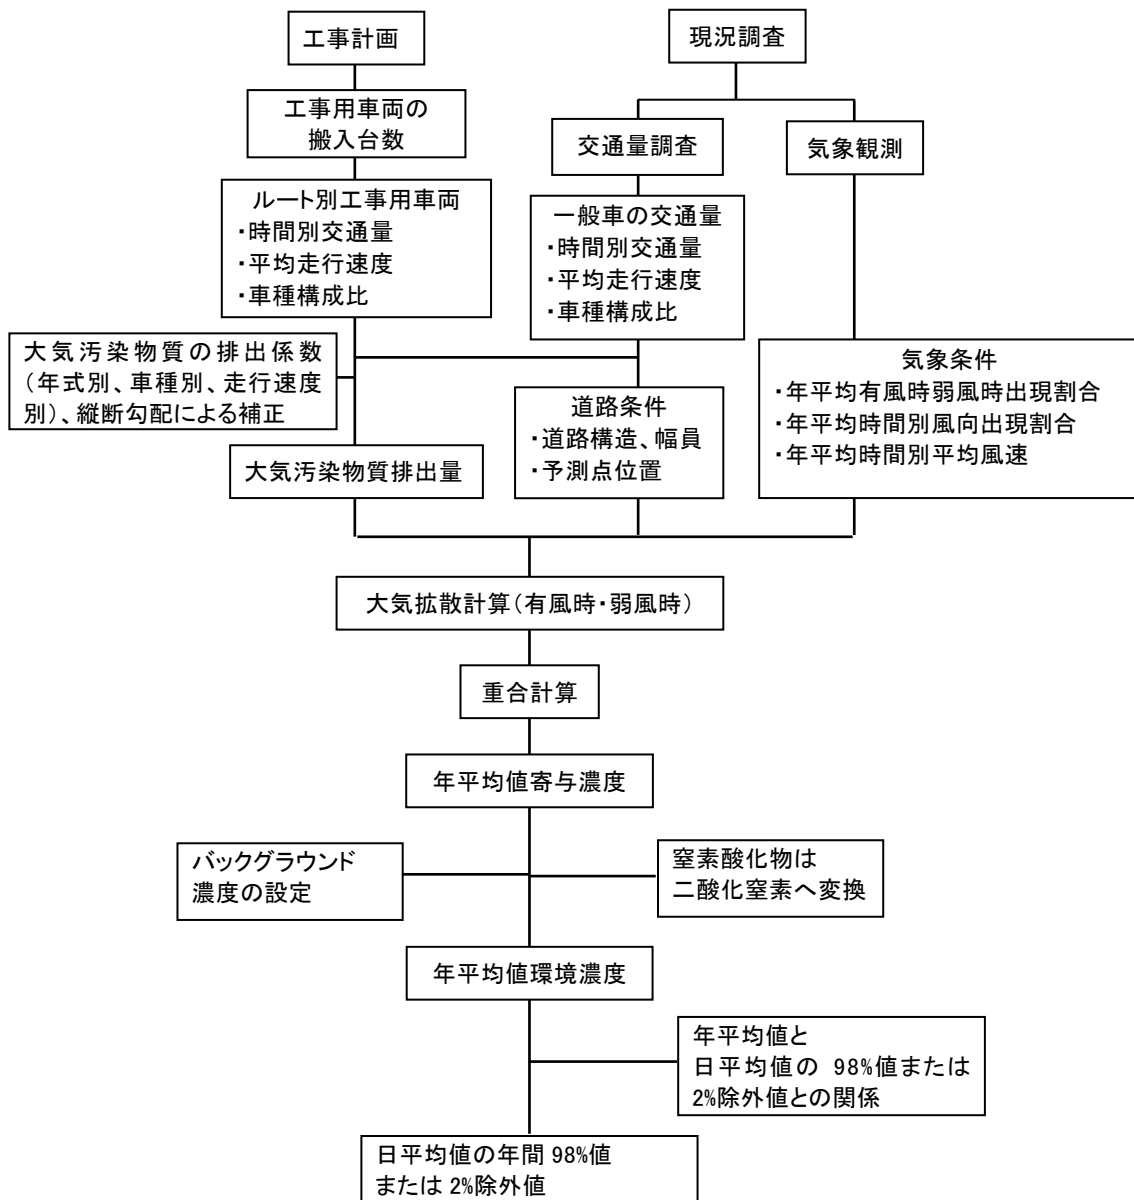 工事計画
現況調査
工事用車両の
搬入台数
交通量調査
気象観測
ルート別工事用車両
・時間別交通量
・平均走行速度
・車種構成比
一般車の交通量
・時間別交通量
・平均走行速度
・車種構成比
大気汚染物質の排出係数
（年式別、車種別、走行速度
別）、縦断勾配による補正
大気汚染物質排出量
道路条件
・道路構造、幅員
・予測点位置
気象条件
・年平均有風時弱風時出現割合
・年平均時間別風向出現割合
・年平均時間別平均風速
大気拡散計算（有風時・弱風時）
重合計算
年平均値寄与濃度
バックグラウンド
濃度の設定
窒素酸化物は
二酸化窒素へ変換
年平均値環境濃度
年平均値と
日平均値の 98%値または
2%除外値との関係
日平均値の年間 98%値
または 2%除外値